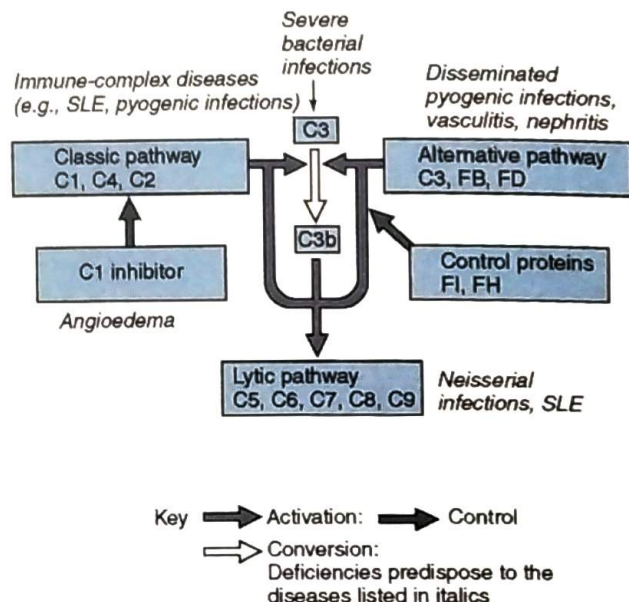 Severe
bacterial
infections
Immune-complex diseases
(e.g., SLE, pyogenic infections)
Disseminated
pyogenic infections,
vasculitis, nephritis
C3
Classic pathway
C1, C4, C2
Alternative pathway
C3, FB, FD
C3b
C1 inhibitor
Control proteins
FI, FH
Angioedema
Lytic pathway
C5, C6, C7, C8, C9
Neisserial
infections, SLE
Key Activation: Control
Conversion:
Deficiencies predispose to the
diseases listed in italics